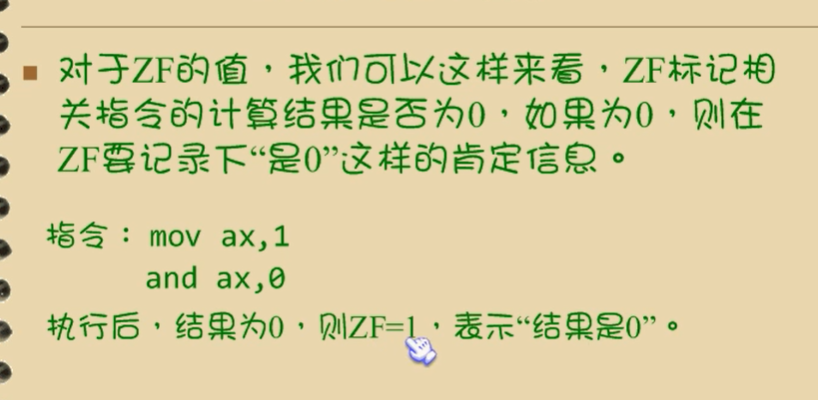 ■ 对于ZF的值，我们可以这样来看，ZF标记相
关指令的计算结果是否为0，如果为0，则在
ZF要记录下“是0”这样的肯定信息。
指令：mov ax,1
and ax,0
执行后，结果为0，则ZF=1，表示“结果是0”。